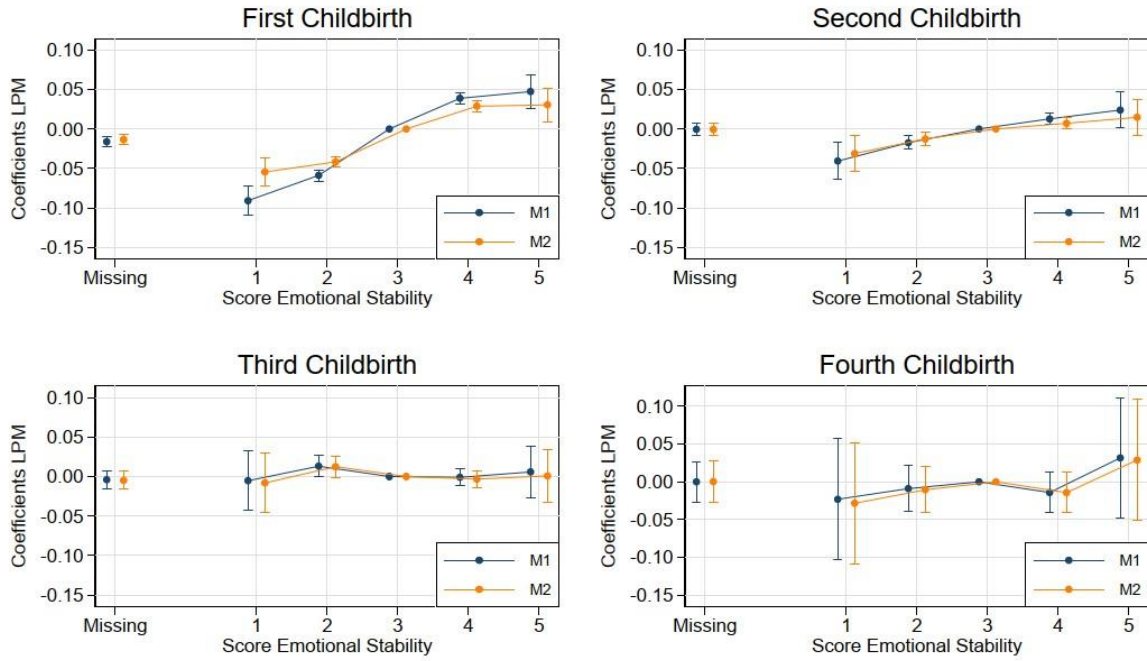 First Childbirth
Coefficients LPM
0.10
0.05
0.00
-0.05
-0.10
-0.15
M1
M2
Missing 1 2 3 4 5
Score Emotional Stability
Second Childbirth
Coefficients LPM
0.10
0.05
0.00
-0.05
-0.10
-0.15
M1
M2
Missing 1 2 3 4 5
Score Emotional Stability
Third Childbirth
Coefficients LPM
0.10
0.05
0.00
-0.05
-0.10
-0.15
M1
M2
Missing 1 2 3 4 5
Score Emotional Stability
Fourth Childbirth
Coefficients LPM
0.10
0.05
0.00
-0.05
-0.10
-0.15
M1
M2
Missing 1 2 3 4 5
Score Emotional Stability